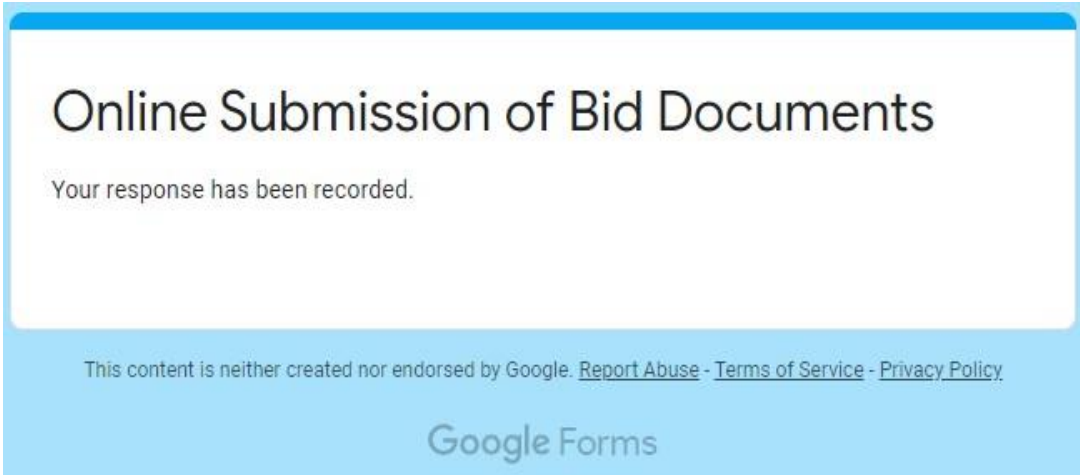 Online Submission of Bid Documents
Your response has been recorded.
This content is neither created nor endorsed by Google. Report Abuse - Terms of Service - Privacy Policy
Google Forms